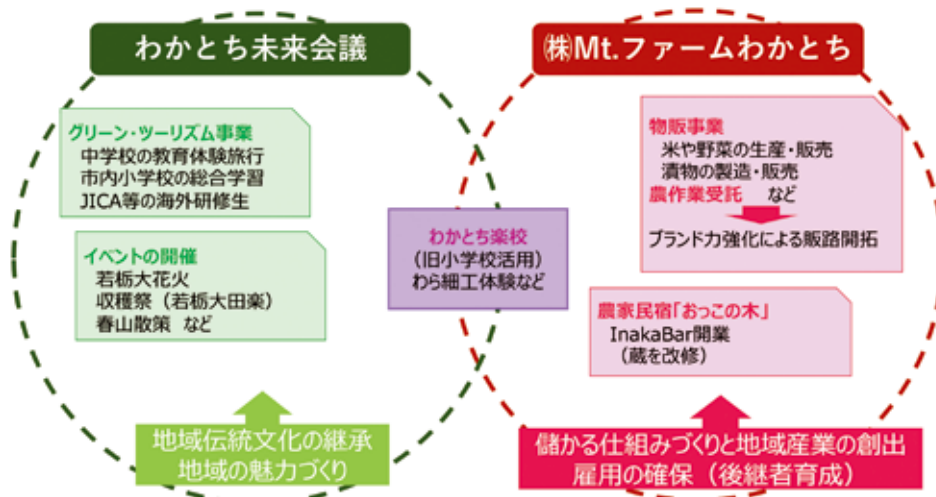 わかとち未来会議
グリーン・ツーリズム事業
中学校の教育体験旅行
市内小学校の総合学習
JICA等の海外研修生
イベントの開催
若栃大花火
収穫祭（若栃大田楽）
春山散策 など
地域伝統文化の継承
地域の魅力づくり
わかとち楽校
（旧小学校活用）
わら細工体験など
㈱Mt.ファームわかとち
物販事業
米や野菜の生産・販売
漬物の製造・販売
農作業受託 など
ブランド力強化による販路開拓
農家民宿「おっこの木」
InakaBar開業
（蔵を改修）
儲かる仕組みづくりと地域産業の創出
雇用の確保（後継者育成）